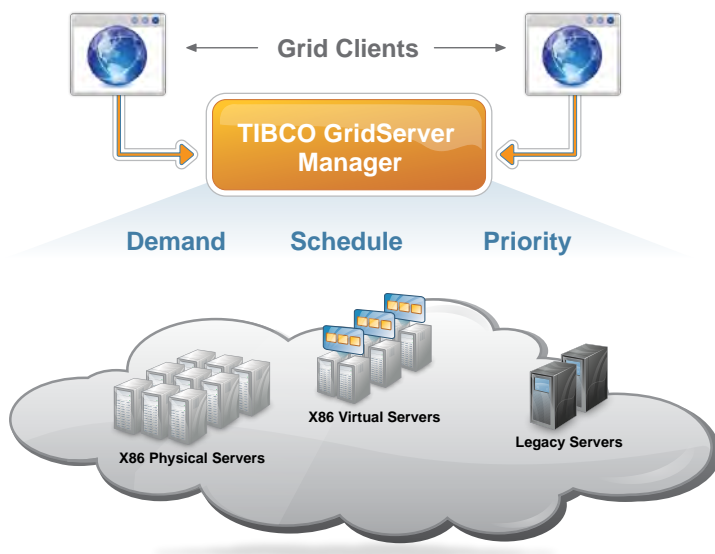 Grid Clients
TIBCO GridServer
Manager
Demand Schedule Priority
X86 Virtual Servers
Legacy Servers
X86 Physical Servers